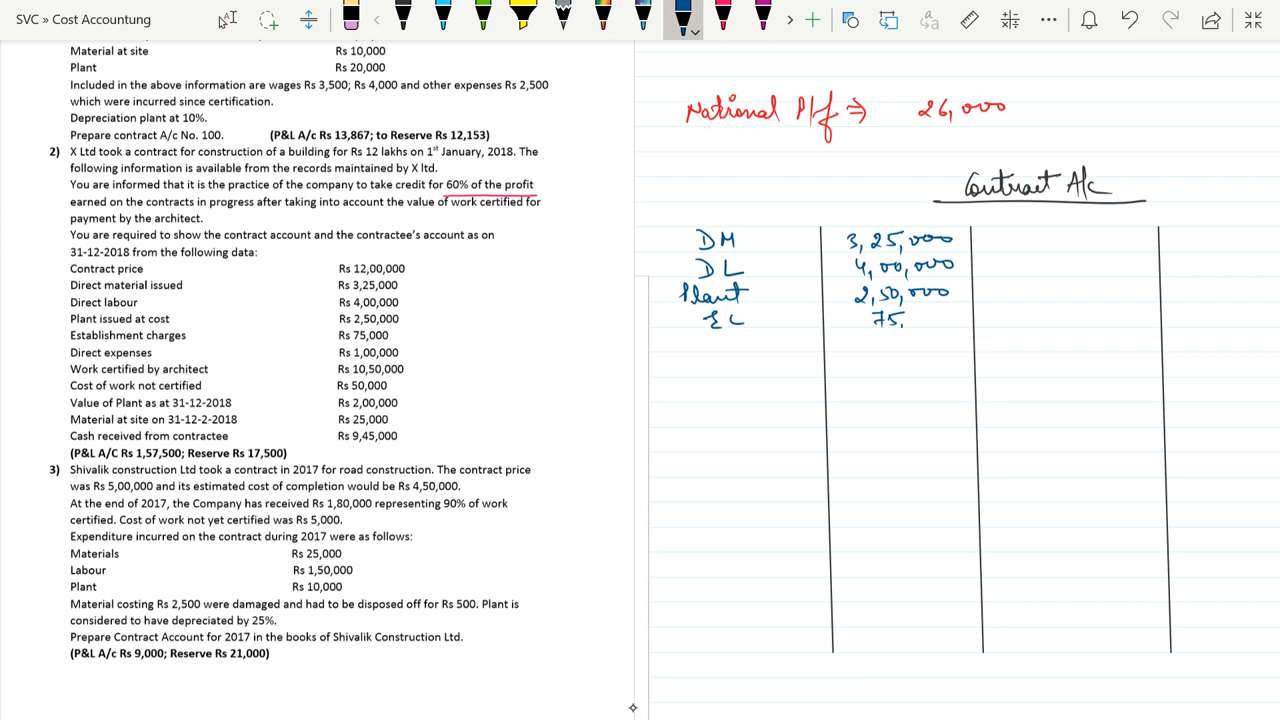 SVC » Cost Accountung
Material at site Rs 10,000
Plant Rs 20,000
Included in the above information are wages Rs 3,500; Rs 4,000 and other expenses Rs 2,500
which were incurred since certification.
Depreciation plant at 10%.
Prepare contract A/c No. 100. (P&L A/c Rs 13,867; to Reserve Rs 12,153)
2) X Ltd took a contract for construction of a building for Rs 12 lakhs on 1st January, 2018. The
following information is available from the records maintained by X ltd.
You are informed that it is the practice of the company to take credit for 60% of the profit
earned on the contracts in progress after taking into account the value of work certified for
payment by the architect.
You are required to show the contract account and the contractee's account as on
31-12-2018 from the following data:
Contract price Rs 12,00,000
Direct material issued Rs 3,25,000
Direct labour Rs 4,00,000
Plant issued at cost Rs 2,50,000
Establishment charges Rs 75,000
Direct expenses Rs 1,00,000
Work certified by architect Rs 10,50,000
Cost of work not certified Rs 50,000
Value of Plant as at 31-12-2018 Rs 2,00,000
Material at site on 31-12-2-2018 Rs 25,000
Cash received from contractee Rs 9,45,000
(P&L A/C Rs 1,57,500; Reserve Rs 17,500)
3) Shivalik construction Ltd took a contract in 2017 for road construction. The contract price
was Rs 5,00,000 and its estimated cost of completion would be Rs 4,50,000.
At the end of 2017, the Company has received Rs 1,80,000 representing 90% of work
certified. Cost of work not yet certified was Rs 5,000.
Expenditure incurred on the contract during 2017 were as follows:
Materials Rs 25,000
Labour Rs 1,50,000
Plant Rs 10,000
Material costing Rs 2,500 were damaged and had to be disposed off for Rs 500. Plant is
considered to have depreciated by 25%.
Prepare Contract Account for 2017 in the books of Shivalik Construction Ltd.
(P&L A/c Rs 9,000; Reserve Rs 21,000)
National P/f ⇒ 26,000
Contract A/c
DM 3,25,000
DL 4,00,000
Plant 2,50,000
EC 75,